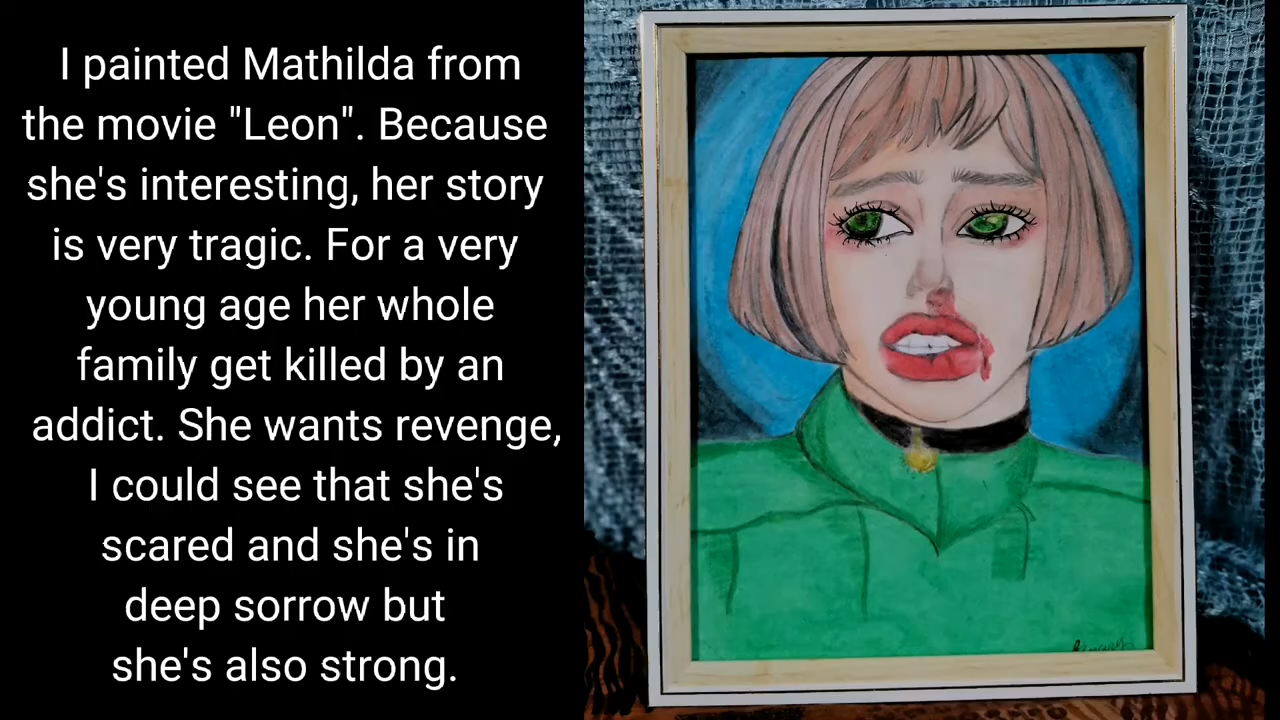 I painted Mathilda from
the movie "Leon". Because
she's interesting, her story
is very tragic. For a very
young age her whole
family get killed by an
addict. She wants revenge,
I could see that she's
scared and she's in
deep sorrow but
she's also strong.